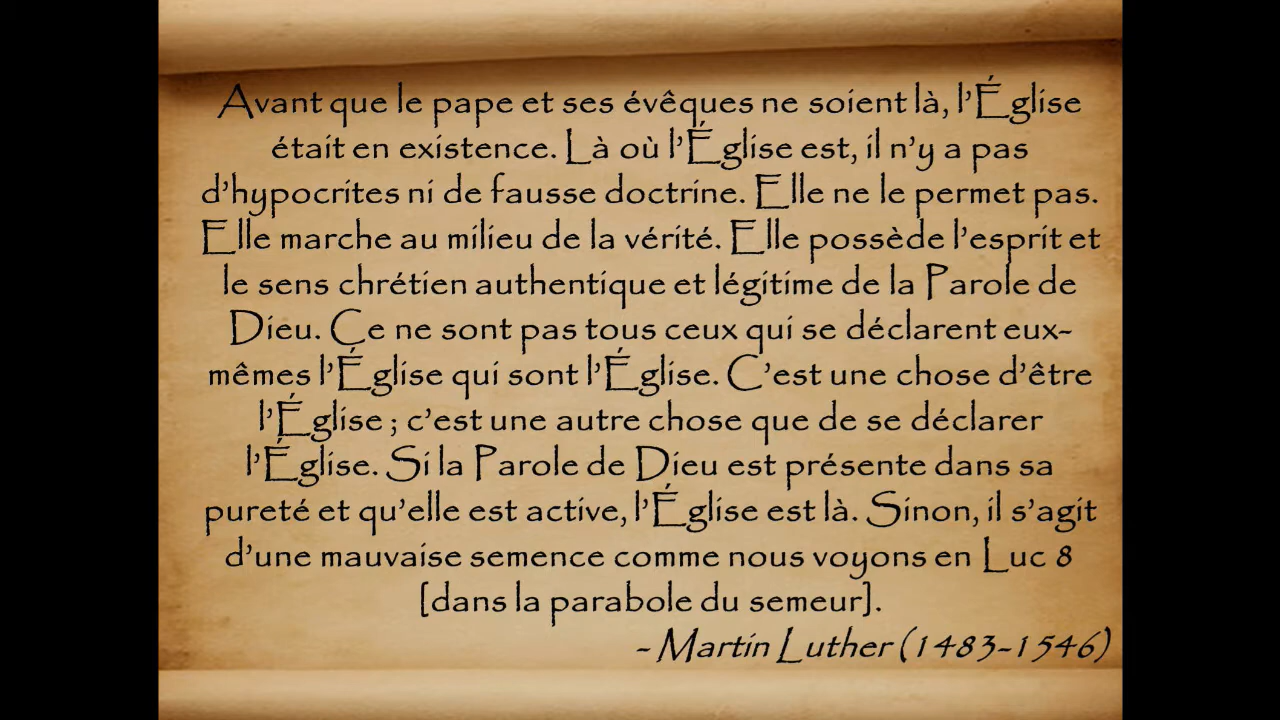 Avant que le pape et ses évêques ne soient là, l’Église
était en existence. Là où l’Église est, il n’y a pas
d’hypocrites ni de fausse doctrine. Elle ne le permet pas.
Elle marche au milieu de la vérité. Elle possède l’esprit et
le sens chrétien authentique et légitime de la Parole de
Dieu. Ce ne sont pas tous ceux qui se déclarent eux-
mêmes l’Église qui sont l’Église. C’est une chose d’être
l’Église ; c’est une autre chose que de se déclarer
l’Église. Si la Parole de Dieu est présente dans sa
pureté et qu’elle est active, l’Église est là. Sinon, il s’agit
d’une mauvaise semence comme nous voyons en Luc 8
[dans la parabole du semeur].
- Martin Luther (1483-1546)